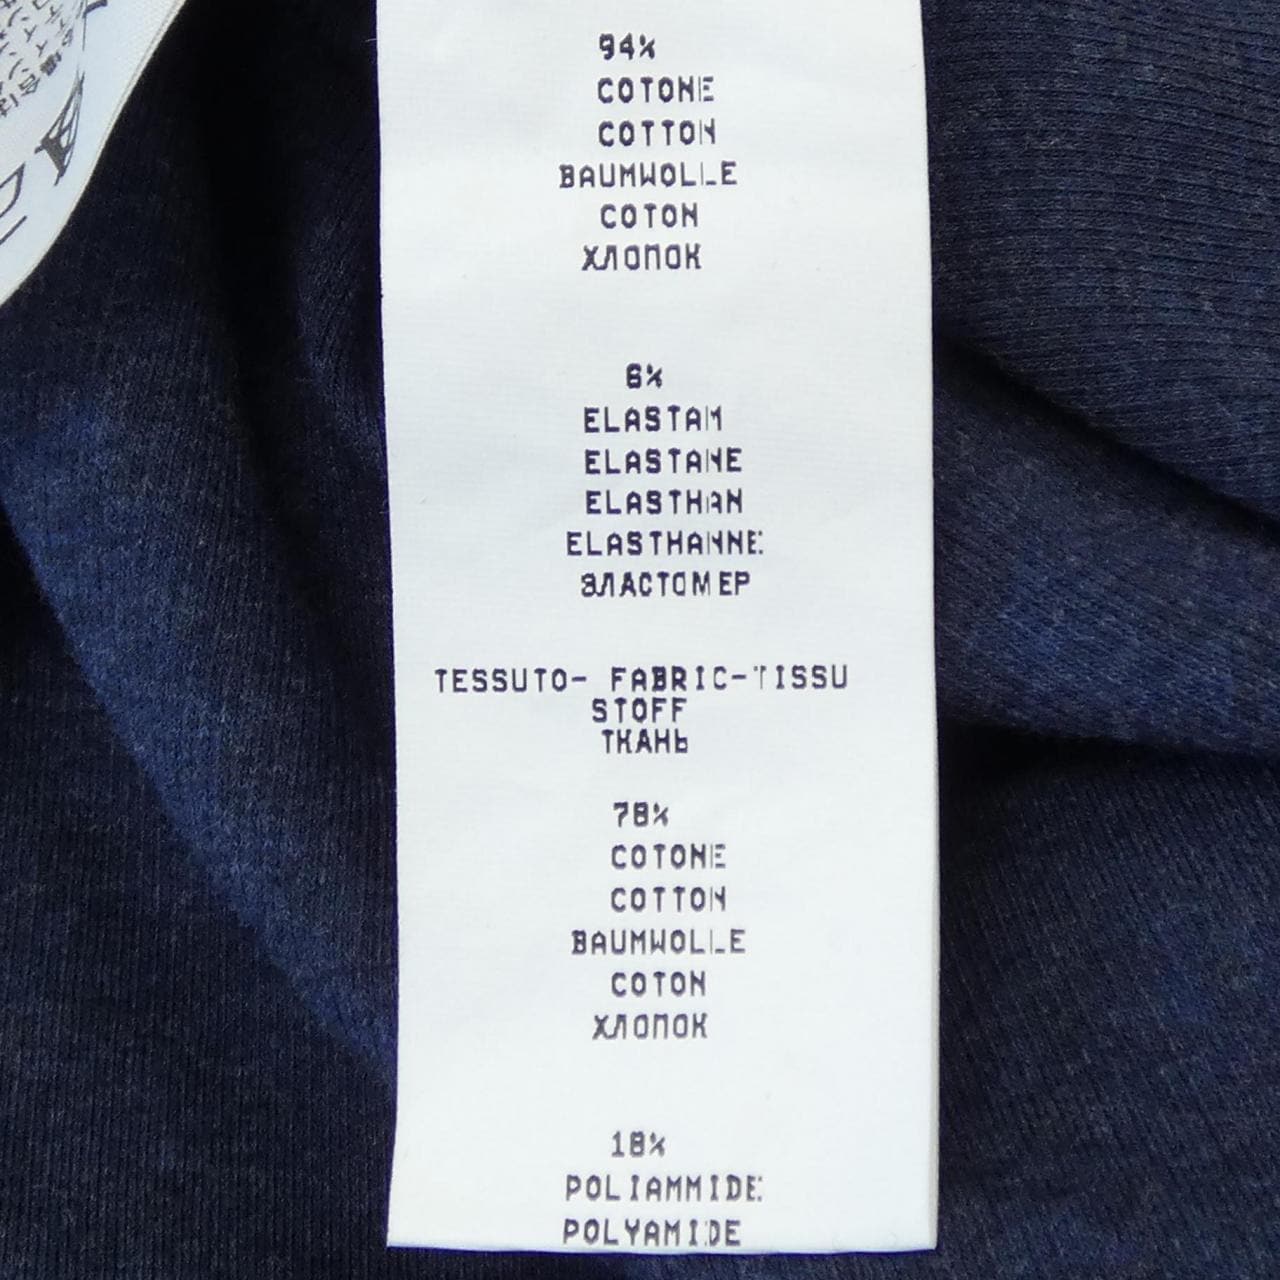 94%
COTONE
COTTON
BAUMWOLLE
COTON
ХЛОПОК
6%
ELASTAM
ELASTANE
ELASTHAN
ELASTHANNE
ЭЛАСТОМЕР
TESSUTO- FABRIC-TISSU
STOFF
ТКАНЬ
78%
COTONE
COTTON
BAUMWOLLE
COTON
ХЛОПОК
18%
POLIAMMIDE
POLYAMIDE